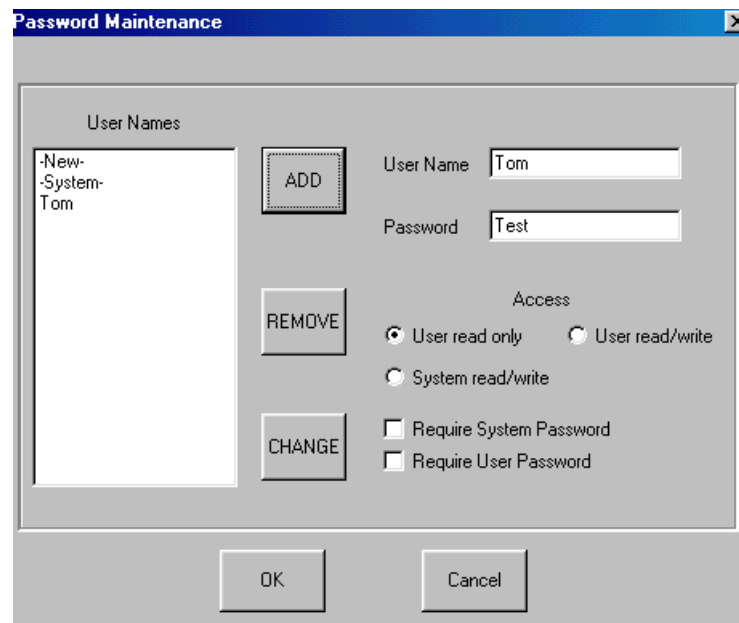 Password Maintenance
User Names
-New-
-System-
Tom
ADD
REMOVE
CHANGE
User Name Tom
Password Test
Access
User read only User read/write
System read/write
Require System Password
Require User Password
OK Cancel